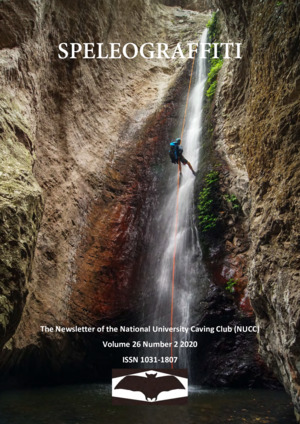 SPELEOGRAFFITI
The Newsletter of the National University Caving Club (NUCC)
Volume 26 Number 2 2020
ISSN 1031-1807